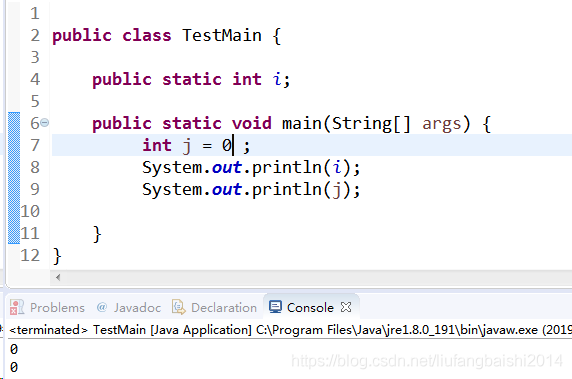 1
2 public class TestMain {
3
4 public static int i;
5
6 public static void main(String[] args) {
7 int j = 0 ;
8 System.out.println(i);
9 System.out.println(j);
10
11 }
12 }
Problems @ Javadoc Declaration Console
<terminated> TestMain [Java Application] C:\Program Files\Java\jre1.8.0_191\bin\javaw.exe (2019
0
0
https://blog.csdn.net/liufangbaishi2014